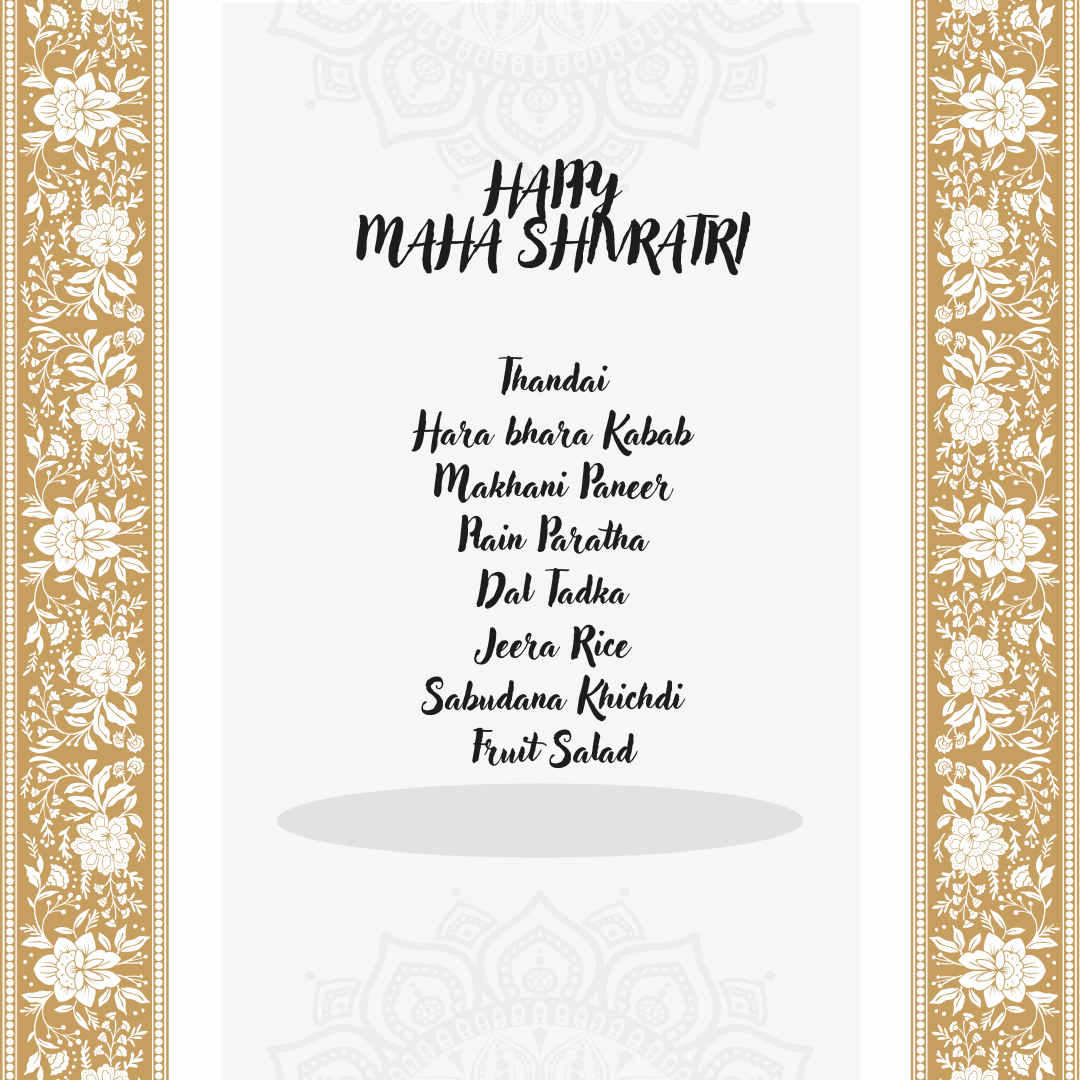 HAPPY
MAHA SHIVRATRI
Thandai
Hara bhara Kabab
Makhani Paneer
Plain Paratha
Dal Tadka
Jeera Rice
Sabudana Khichdi
Fruit Salad